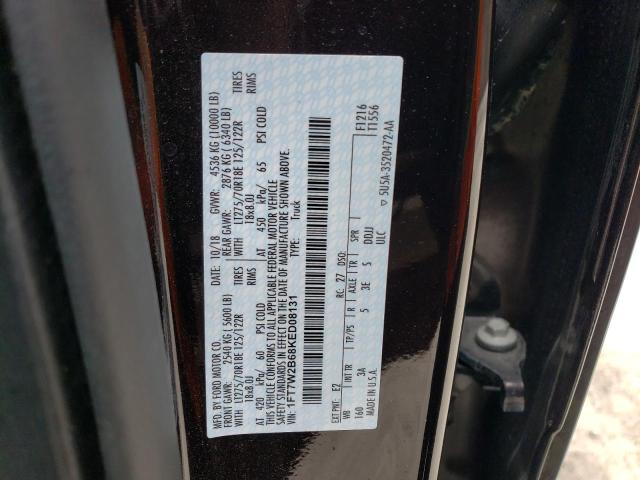 MFD. BY FORD MOTOR CO.
DATE: 10/18 GVWR: 4536 KG (10000 LB)
FRONT GAWR: 2540 KG (5600 LB) REAR GAWR: 2876 KG (6340 LB)
WITH LT275/70R18E 125/122R TIRES WITH LT275/70R18E 125/122R TIRES
18x8.0J RIMS 18x8.0J RIMS
AT 420 kPa/ 60 PSI COLD AT 450 kPa/ 65 PSI COLD
THIS VEHICLE CONFORMS TO ALL APPLICABLE FEDERAL MOTOR VEHICLE
SAFETY STANDARDS IN EFFECT ON THE DATE OF MANUFACTURE SHOWN ABOVE.
VIN: 1FT7W2B68KED08131 TYPE: Truck
F1216
T1556
EXT PNT: E2 RC: 27 DSO:
WB INT TR TP/PS R AXLE TR SPR
160 3A 5 3E 5 DDJJ
MADE IN U.S.A. ULC
▽ 5U5A-3520472-AA